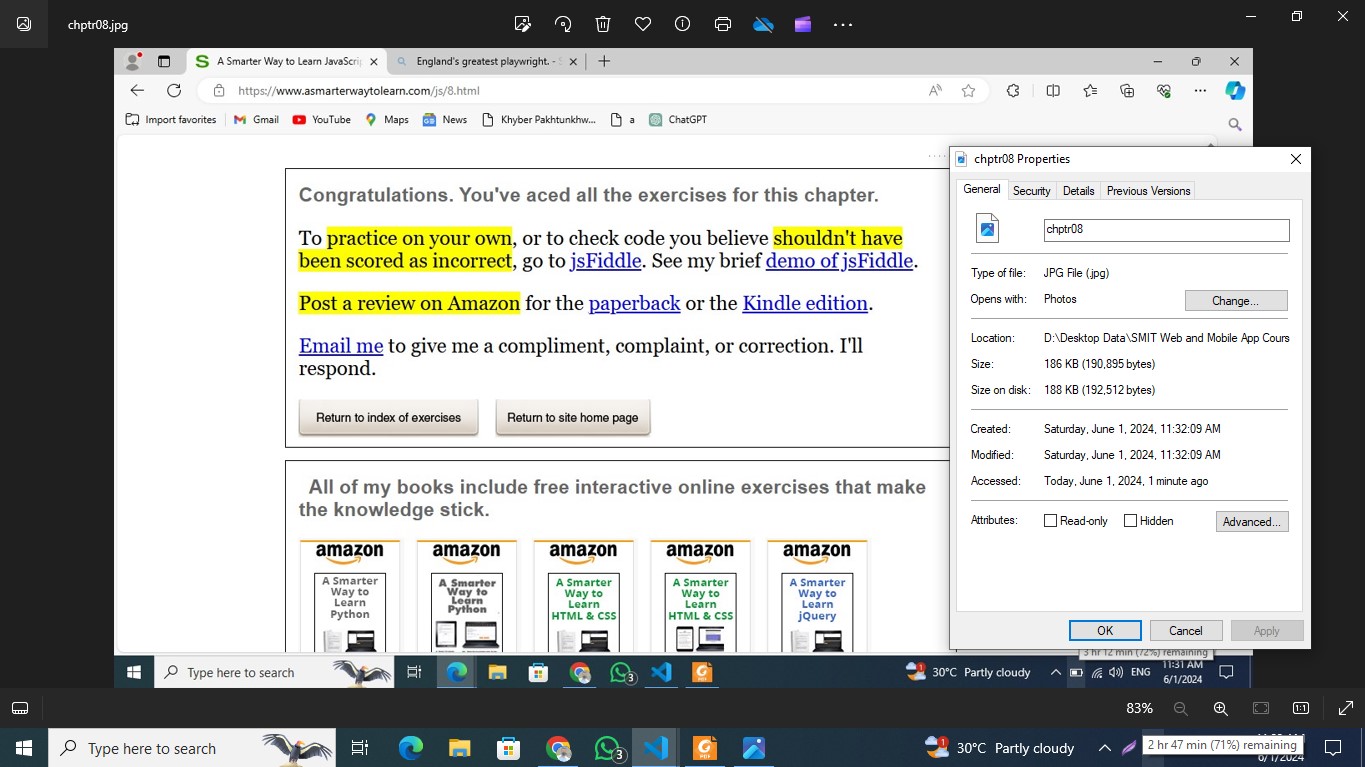 chptr08.jpg
A Smarter Way to Learn JavaScri
England's greatest playwright. - S
https://www.asmarterwaytolearn.com/js/8.html
Import favorites
Gmail
YouTube
Maps
News
Khyber Pakhtunkhw...
a
ChatGPT
Congratulations. You've aced all the exercises for this chapter.
To practice on your own, or to check code you believe shouldn't have
been scored as incorrect, go to jsFiddle. See my brief demo of jsFiddle.
Post a review on Amazon for the paperback or the Kindle edition.
Email me to give me a compliment, complaint, or correction. I'll
respond.
Return to index of exercises
Return to site home page
All of my books include free interactive online exercises that make
the knowledge stick.
amazon
A Smarter
Way to
Learn
Python
amazon
A Smarter
Way to
Learn
Python
amazon
A Smarter
Way to
Learn
HTML & CSS
amazon
A Smarter
Way to
Learn
HTML & CSS
amazon
A Smarter
Way to
Learn
jQuery
chptr08 Properties
General
Security
Details
Previous Versions
chptr08
Type of file: JPG File (.jpg)
Opens with: Photos
Change...
Location: D:\Desktop Data\SMIT Web and Mobile App Cours
Size: 186 KB (190,895 bytes)
Size on disk: 188 KB (192,512 bytes)
Created: Saturday, June 1, 2024, 11:32:09 AM
Modified: Saturday, June 1, 2024, 11:32:09 AM
Accessed: Today, June 1, 2024, 1 minute ago
Attributes: Read-only Hidden
Advanced...
OK
Cancel
Apply
3 hr 12 min (72%) remaining
Type here to search
3
1
30°C Partly cloudy
ENG
11:31 AM
6/1/2024
83%
1:1
Type here to search
3
PDF
1
30°C Partly cloudy
2 hr 47 min (71%) remaining
6/1/2024